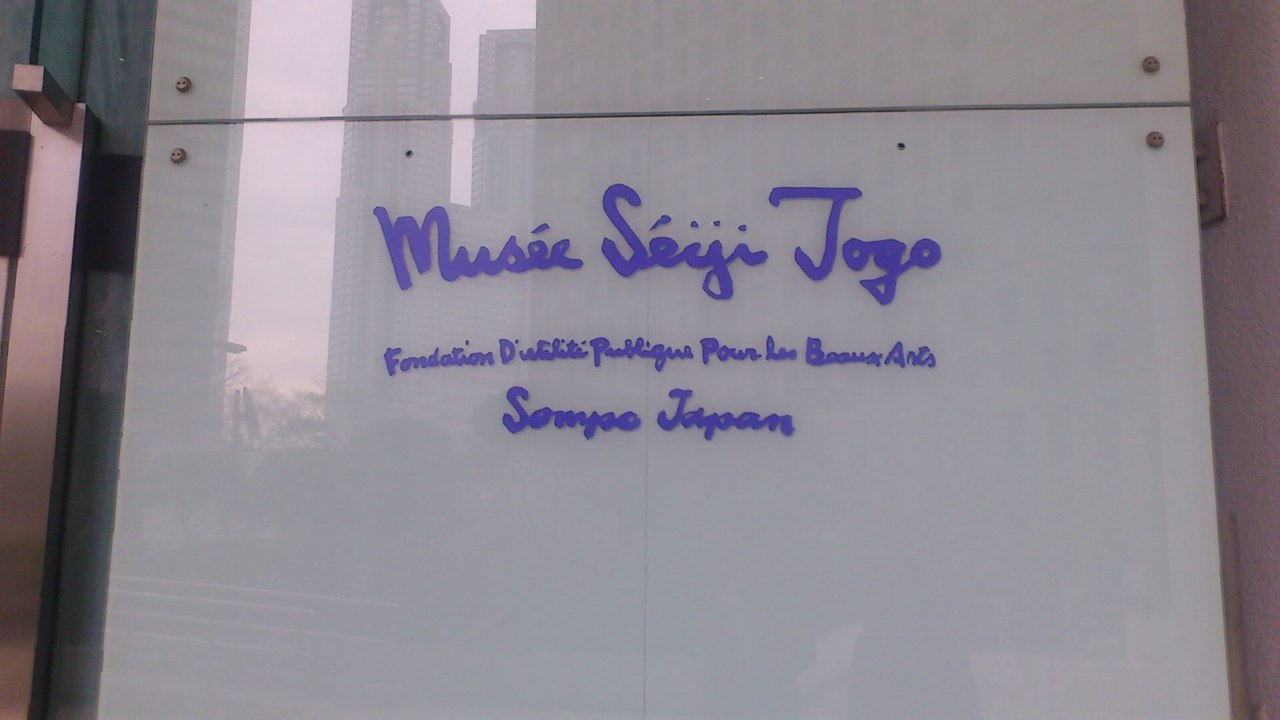 Musée Séiji Togo
Fondation D'utilité Publique Pour Les Beaux Arts
Sompo Japan